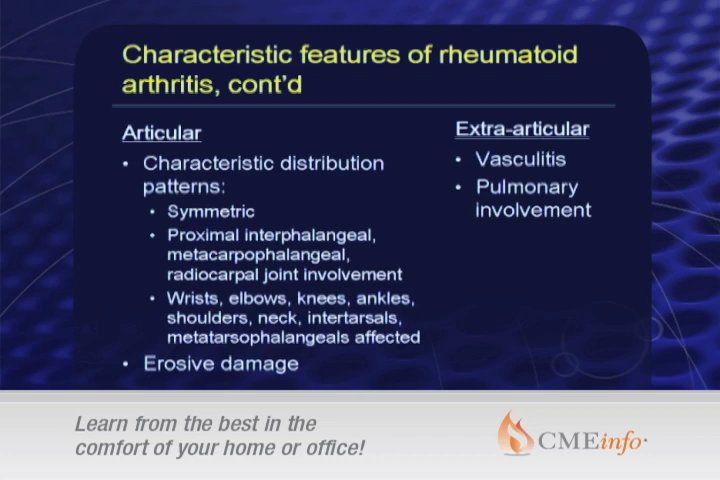 Characteristic features of rheumatoid
arthritis, cont'd
Articular
• Characteristic distribution
patterns:
• Symmetric
• Proximal interphalangeal,
metacarpophalangeal,
radiocarpal joint involvement
• Wrists, elbows, knees, ankles,
shoulders, neck, intertarsals,
metatarsophalangeals affected
• Erosive damage
Extra-articular
• Vasculitis
• Pulmonary
involvement
Learn from the best in the
comfort of your home or office!
CMEinfo